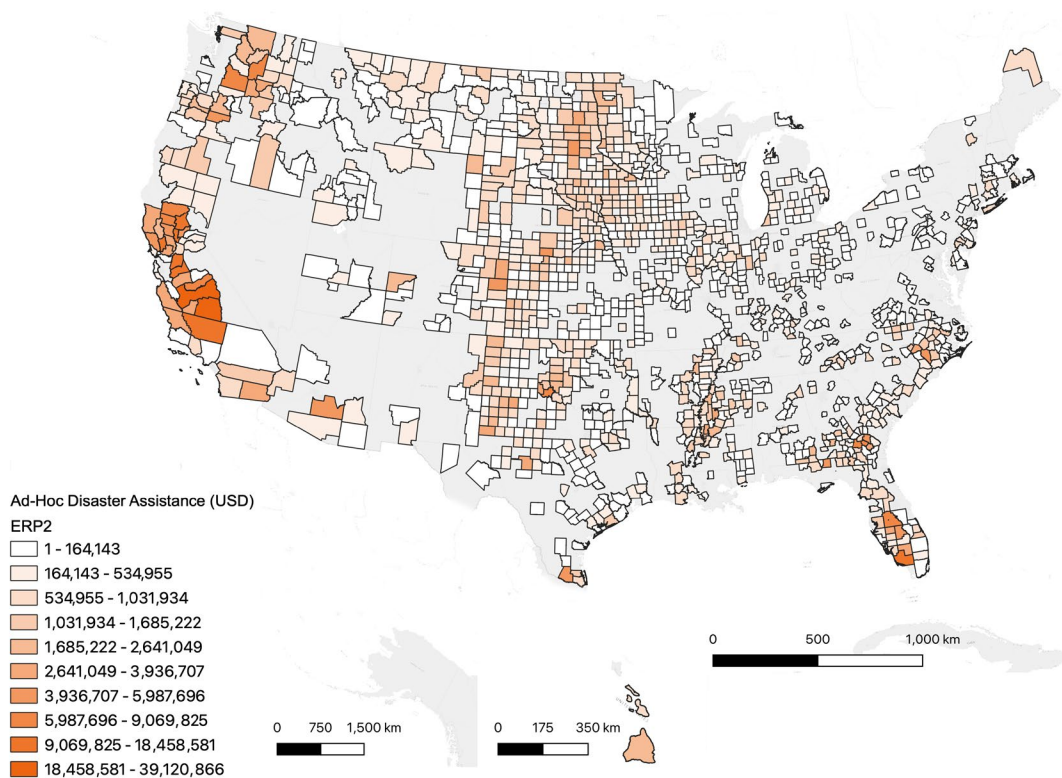 Ad-Hoc Disaster Assistance (USD)
ERP2
1 - 164,143
164,143 - 534,955
534,955 - 1,031,934
1,031,934 - 1,685,222
1,685,222 - 2,641,049
2,641,049 - 3,936,707
3,936,707 - 5,987,696
5,987,696 - 9,069,825
9,069,825 - 18,458,581
18,458,581 - 39,120,866
0 750 1,500 km
0 175 350 km
0 500 1,000 km